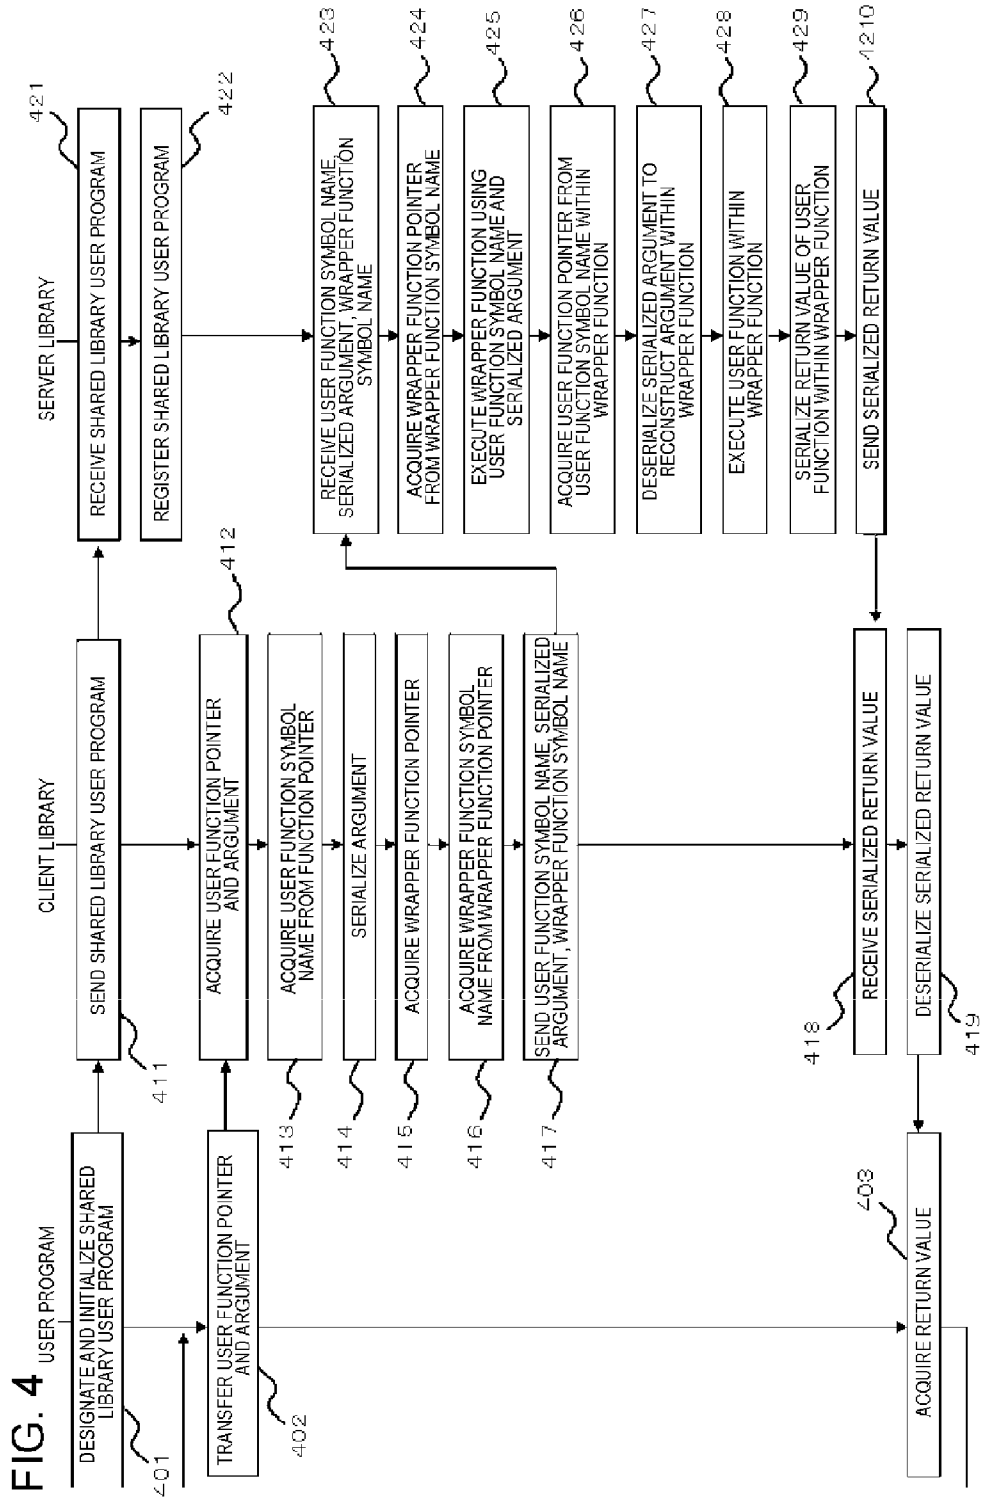 FIG. 4
USER PROGRAM
DESIGNATE AND INITIALIZE SHARED
LIBRARY USER PROGRAM
401
TRANSFER USER FUNCTION POINTER
AND ARGUMENT
402
ACQUIRE RETURN VALUE
403
CLIENT LIBRARY
SEND SHARED LIBRARY USER PROGRAM
411
ACQUIRE USER FUNCTION POINTER
AND ARGUMENT
412
ACQUIRE USER FUNCTION SYMBOL
NAME FROM FUNCTION POINTER
413
SERIALIZE ARGUMENT
414
ACQUIRE WRAPPER FUNCTION POINTER
415
ACQUIRE WRAPPER FUNCTION SYMBOL
NAME FROM WRAPPER FUNCTION POINTER
416
SEND USER FUNCTION SYMBOL NAME, SERIALIZED
ARGUMENT, WRAPPER FUNCTION SYMBOL NAME
417
RECEIVE SERIALIZED RETURN VALUE
418
DESERIALIZE SERIALIZED RETURN VALUE
419
SERVER LIBRARY
RECEIVE SHARED LIBRARY USER PROGRAM
421
REGISTER SHARED LIBRARY USER PROGRAM
422
RECEIVE USER FUNCTION SYMBOL NAME,
SERIALIZED ARGUMENT, WRAPPER FUNCTION
SYMBOL NAME
423
ACQUIRE WRAPPER FUNCTION POINTER
FROM WRAPPER FUNCTION SYMBOL NAME
424
EXECUTE WRAPPER FUNCTION USING
USER FUNCTION SYMBOL NAME AND
SERIALIZED ARGUMENT
425
ACQUIRE USER FUNCTION POINTER FROM
USER FUNCTION SYMBOL NAME WITHIN
WRAPPER FUNCTION
426
DESERIALIZE SERIALIZED ARGUMENT TO
RECONSTRUCT ARGUMENT WITHIN
WRAPPER FUNCTION
427
EXECUTE USER FUNCTION WITHIN
WRAPPER FUNCTION
428
SERIALIZE RETURN VALUE OF USER
FUNCTION WITHIN WRAPPER FUNCTION
429
SEND SERIALIZED RETURN VALUE
4210